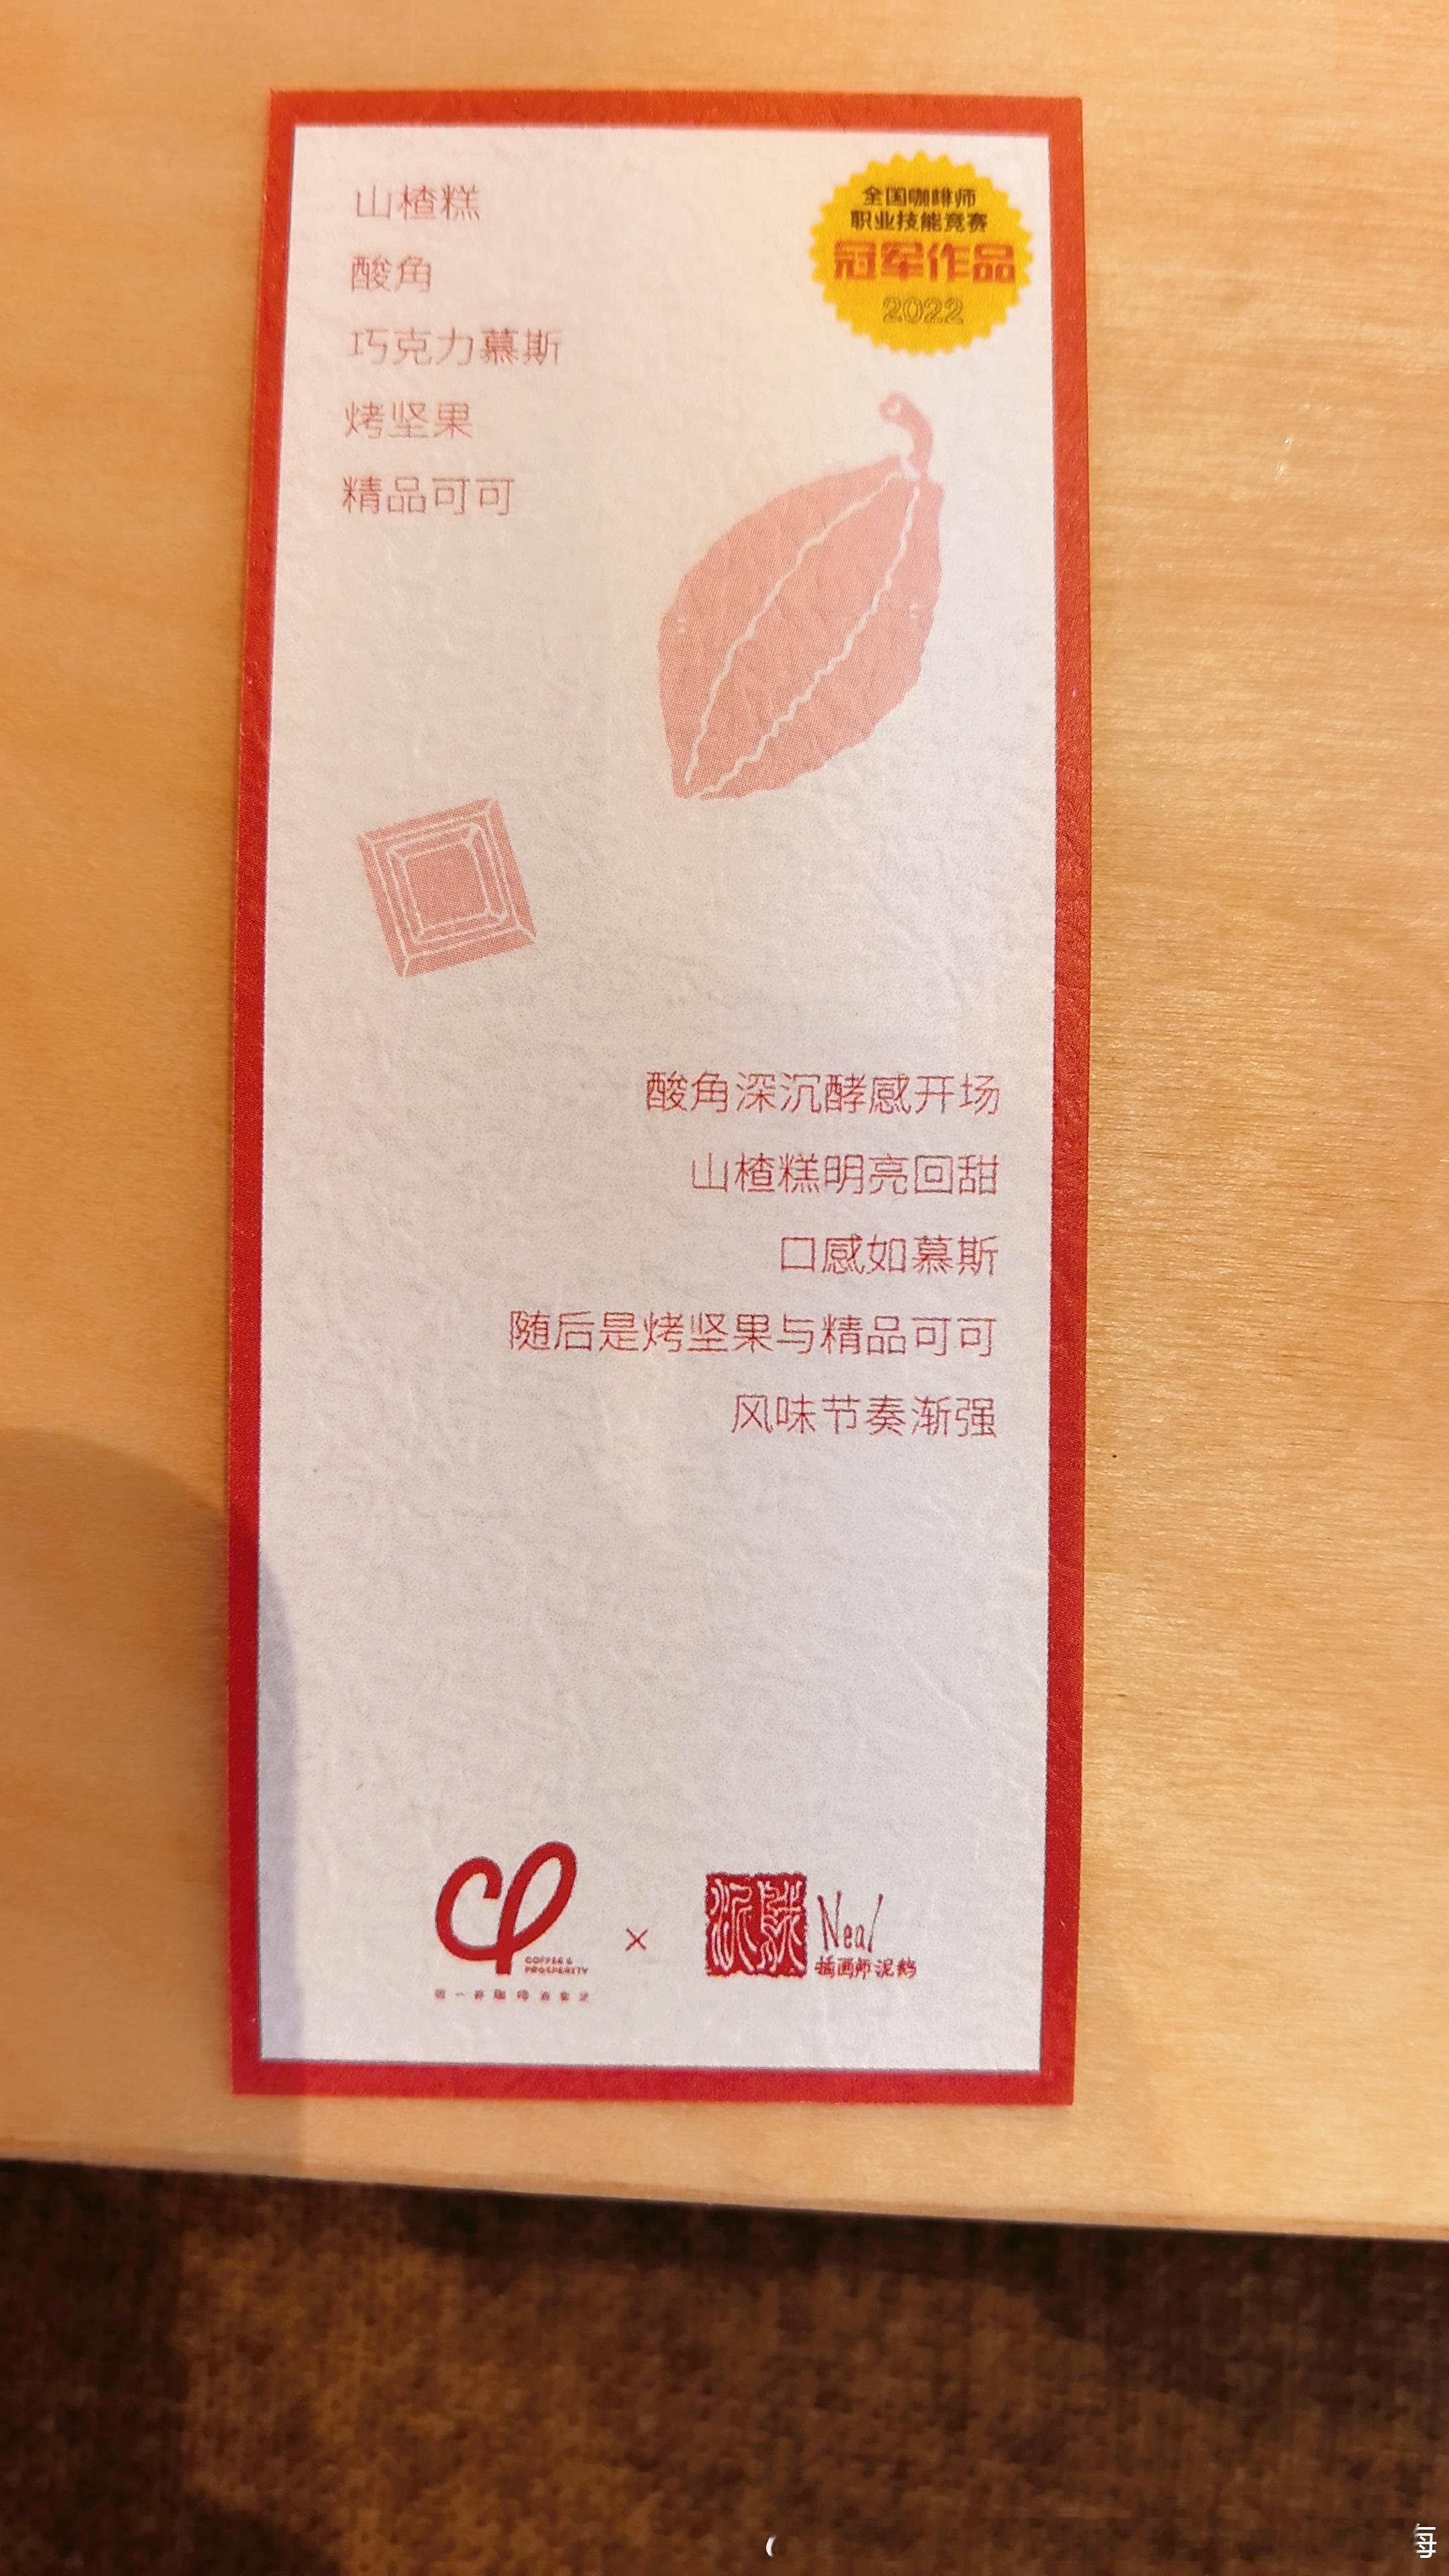 山楂糕
酸角
巧克力慕斯
烤坚果
精品可可
全国咖啡师
职业技能竞赛
冠军作品
2022
酸角深沉酵感开场
山楂糕明亮回甜
口感如慕斯
随后是烤坚果与精品可可
风味节奏渐强
COFFEE &
PROSPERITY
×
Neal
插画师泥鹅